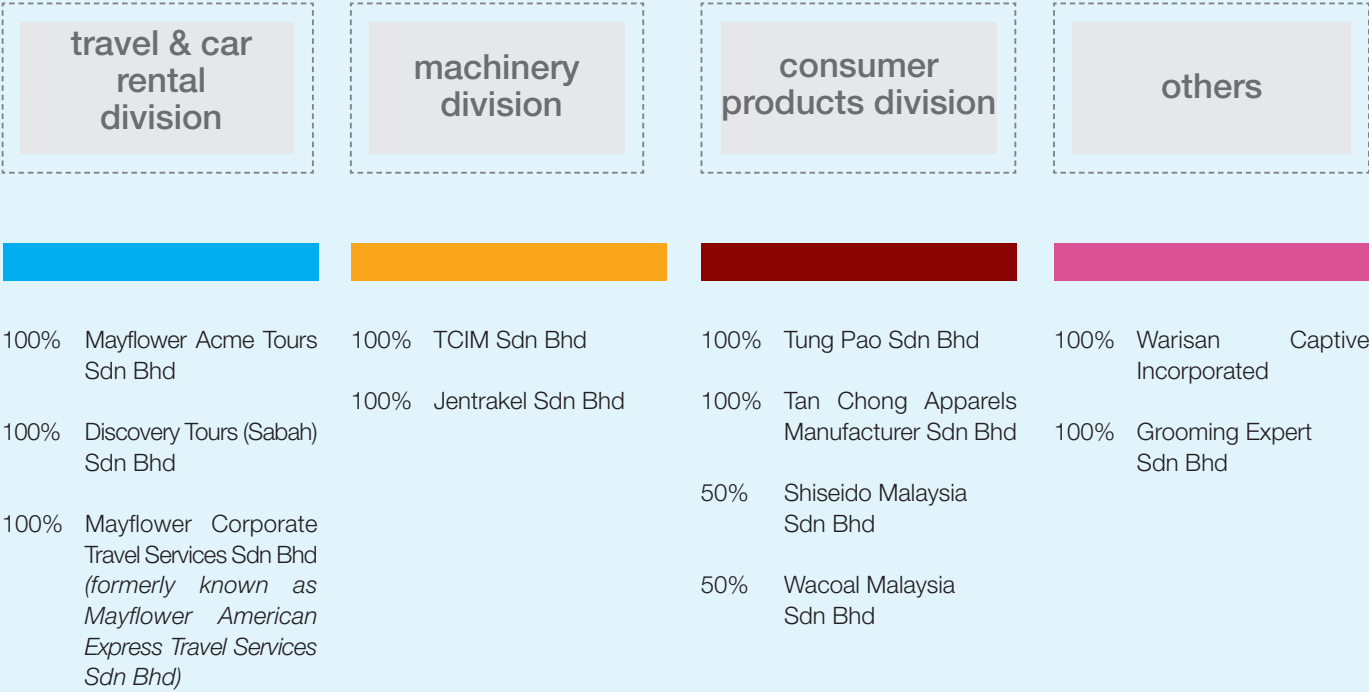 travel & car
rental
division
machinery
division
consumer
products division
others
100% Mayflower Acme Tours
Sdn Bhd
100% Discovery Tours (Sabah)
Sdn Bhd
100% Mayflower Corporate
Travel Services Sdn Bhd
(formerly known as
Mayflower American
Express Travel Services
Sdn Bhd)
100% TCIM Sdn Bhd
100% Jentrakel Sdn Bhd
100% Tung Pao Sdn Bhd
100% Tan Chong Apparels
Manufacturer Sdn Bhd
50% Shiseido Malaysia
Sdn Bhd
50% Wacoal Malaysia
Sdn Bhd
100% Warisan Captive
Incorporated
100% Grooming Expert
Sdn Bhd